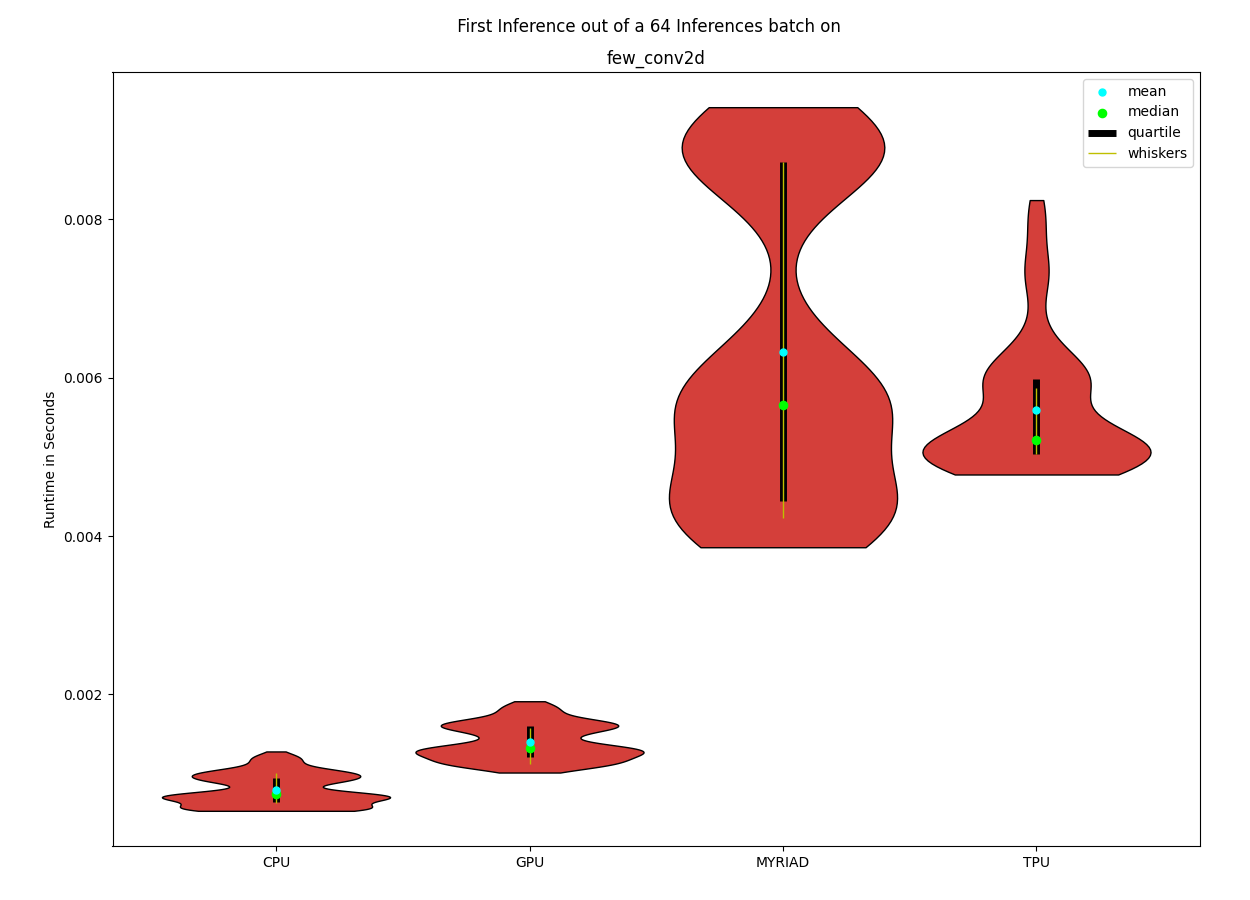 First Inference out of a 64 Inferences batch on
few_conv2d
mean
median
quartile
whiskers
0.008
0.006
0.004
0.002
Runtime in Seconds
CPU GPU MYRIAD TPU